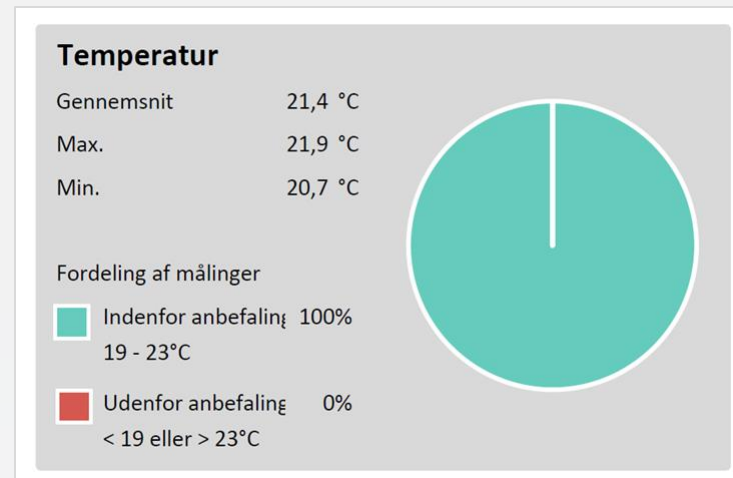 Temperatur
Gennemsnit 21,4 °C
Max. 21,9 °C
Min. 20,7 °C
Fordeling af målinger
Indenfor anbefaling 100%
19 - 23°C
Udenfor anbefaling 0%
< 19 eller > 23°C